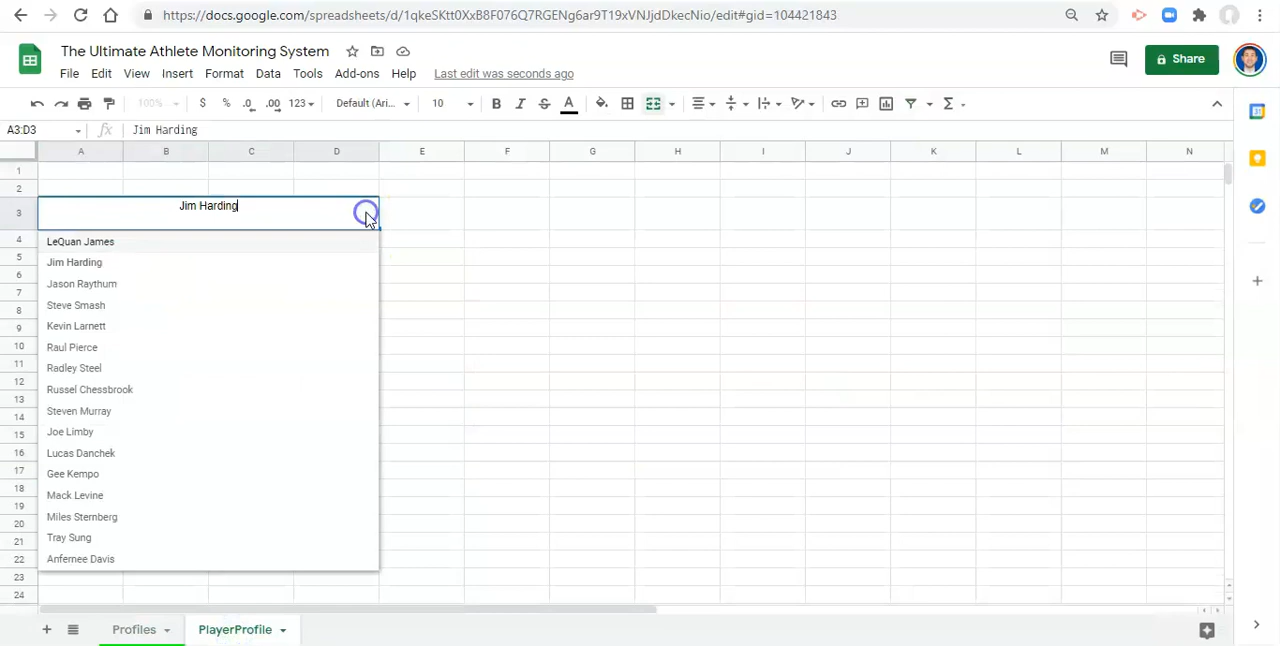 https://docs.google.com/spreadsheets/d/1qkeSKtt0XxB8F076Q7RGENg6ar9T19xVNJjdDkecNio/edit#gid=104421843
The Ultimate Athlete Monitoring System
File Edit View Insert Format Data Tools Add-ons Help Last edit was seconds ago
Share
100% $ % .0 .00 123 Default (Ari... 10 B I S A
A3:D3 fx Jim Harding
A B C D E F G H I J K L M N
1
2
3 Jim Harding
4 LeQuan James
5 Jim Harding
6 Jason Raythum
7 Steve Smash
8 Kevin Larnett
9 Raul Pierce
10 Radley Steel
11 Russel Chessbrook
12 Steven Murray
13 Joe Limby
14 Lucas Danchek
15 Gee Kempo
16 Mack Levine
17 Miles Sternberg
18 Tray Sung
19 Anfernee Davis
20
21
22
23
24
Profiles PlayerProfile